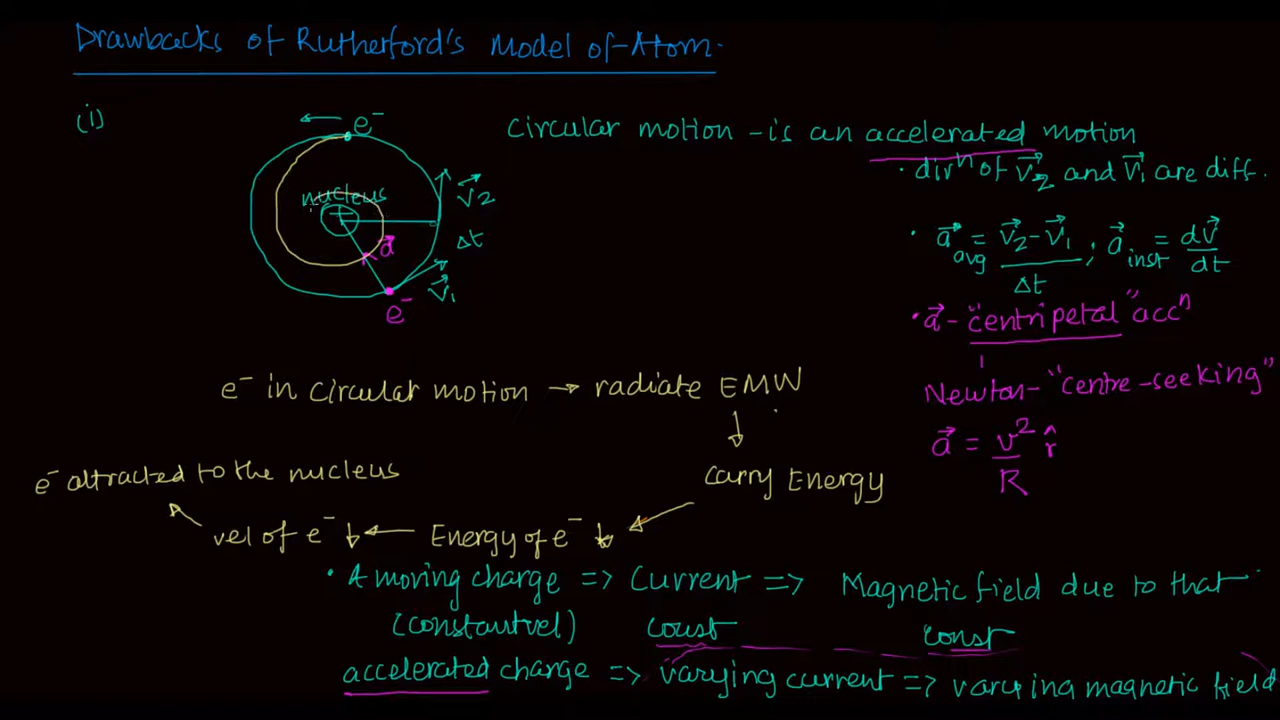 Drawbacks of Rutherford's Model of Atom.
(i)
e⁻
nucleus
+
v⃗2
Δt
a⃗
v⃗1
e⁻
Circular motion - is an accelerated motion
• dirⁿ of v⃗2 and v⃗1 are diff.
• a⃗avg = (v⃗2 - v⃗1)/Δt ; a⃗inst = dv⃗/dt
• a⃗ - "centripetal" accⁿ
Newton - "centre-seeking"
a⃗ = v²/R r̂
e⁻ in circular motion → radiate EMW
↓
Carry Energy
e⁻ attracted to the nucleus
vel of e⁻ ↓ ← Energy of e⁻ ↓
• A moving charge => Current => Magnetic field due to that
(constant vel) const const
accelerated charge => varying current => varying magnetic field